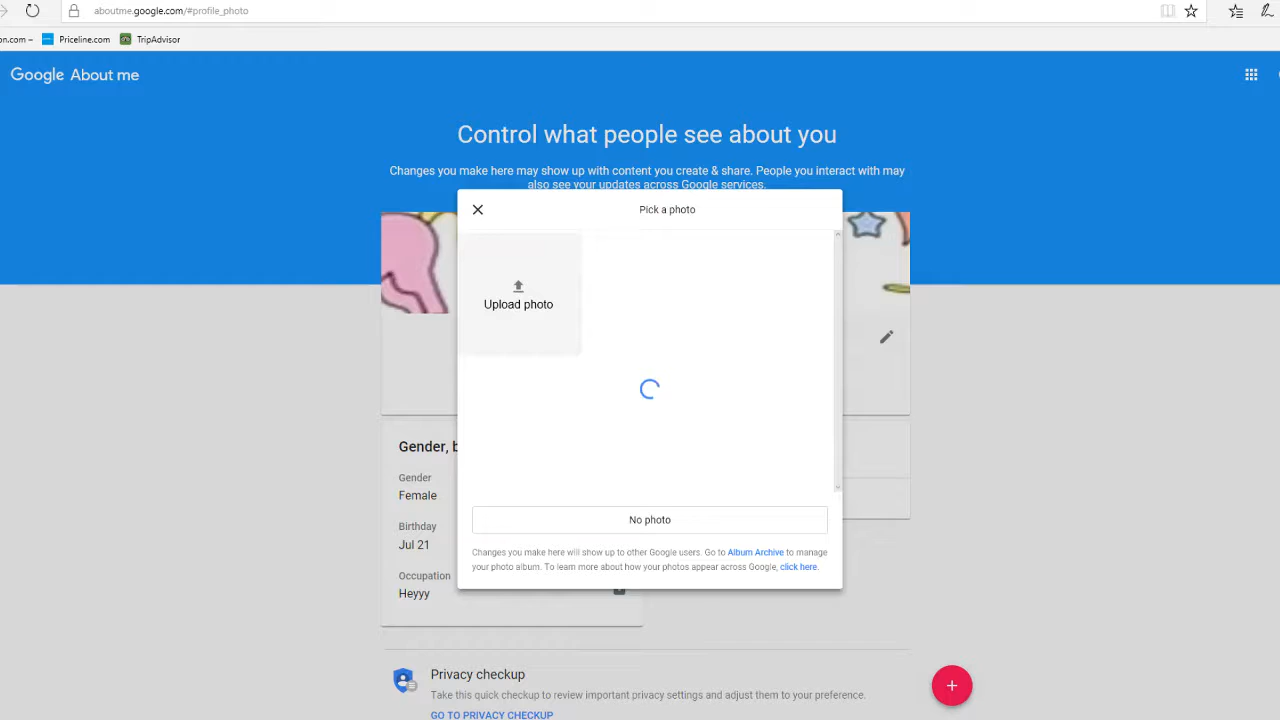 aboutme.google.com/#profile_photo
on.com – Priceline.com TripAdvisor
Google About me
Control what people see about you
Changes you make here may show up with content you create & share. People you interact with may
also see your updates across Google services.
Pick a photo
Upload photo
No photo
Changes you make here will show up to other Google users. Go to Album Archive to manage
your photo album. To learn more about how your photos appear across Google, click here.
Gender, b
Gender
Female
Birthday
Jul 21
Occupation
Heyyy
Privacy checkup
Take this quick checkup to review important privacy settings and adjust them to your preference.
GO TO PRIVACY CHECKUP